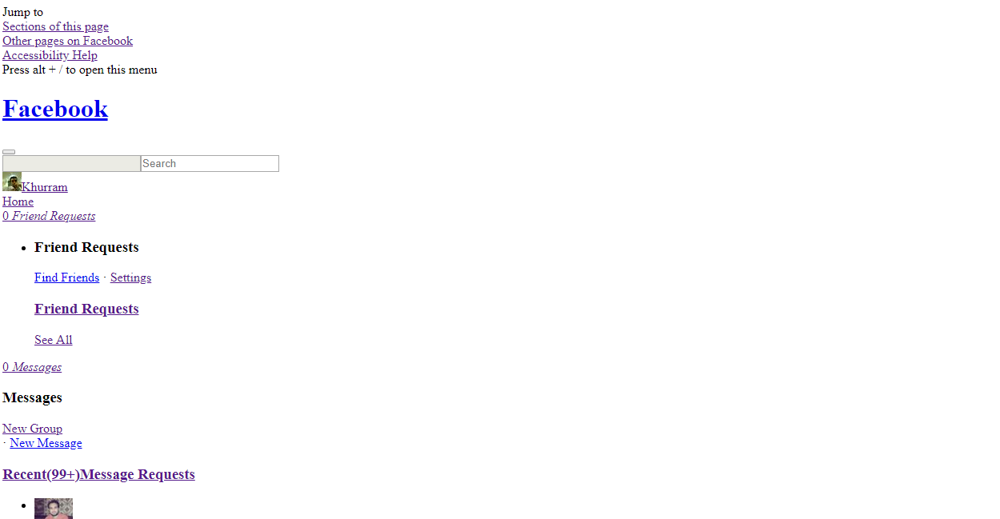 Jump to
Sections of this page
Other pages on Facebook
Accessibility Help
Press alt + / to open this menu
Facebook
Search
Khurram
Home
0 Friend Requests
Friend Requests
Find Friends · Settings
Friend Requests
See All
0 Messages
Messages
New Group
· New Message
Recent(99+)Message Requests